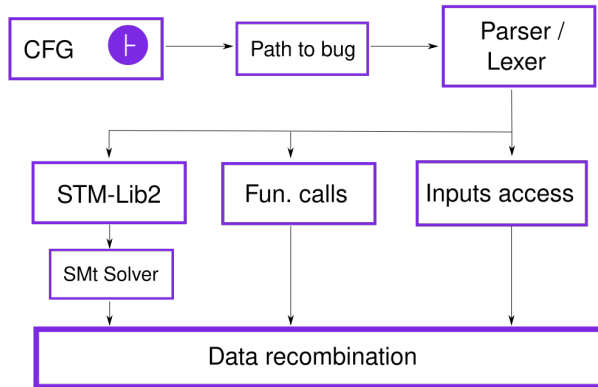 CFG
Path to bug
Parser /
Lexer
STM-Lib2
Fun. calls
Inputs access
SMt Solver
Data recombination